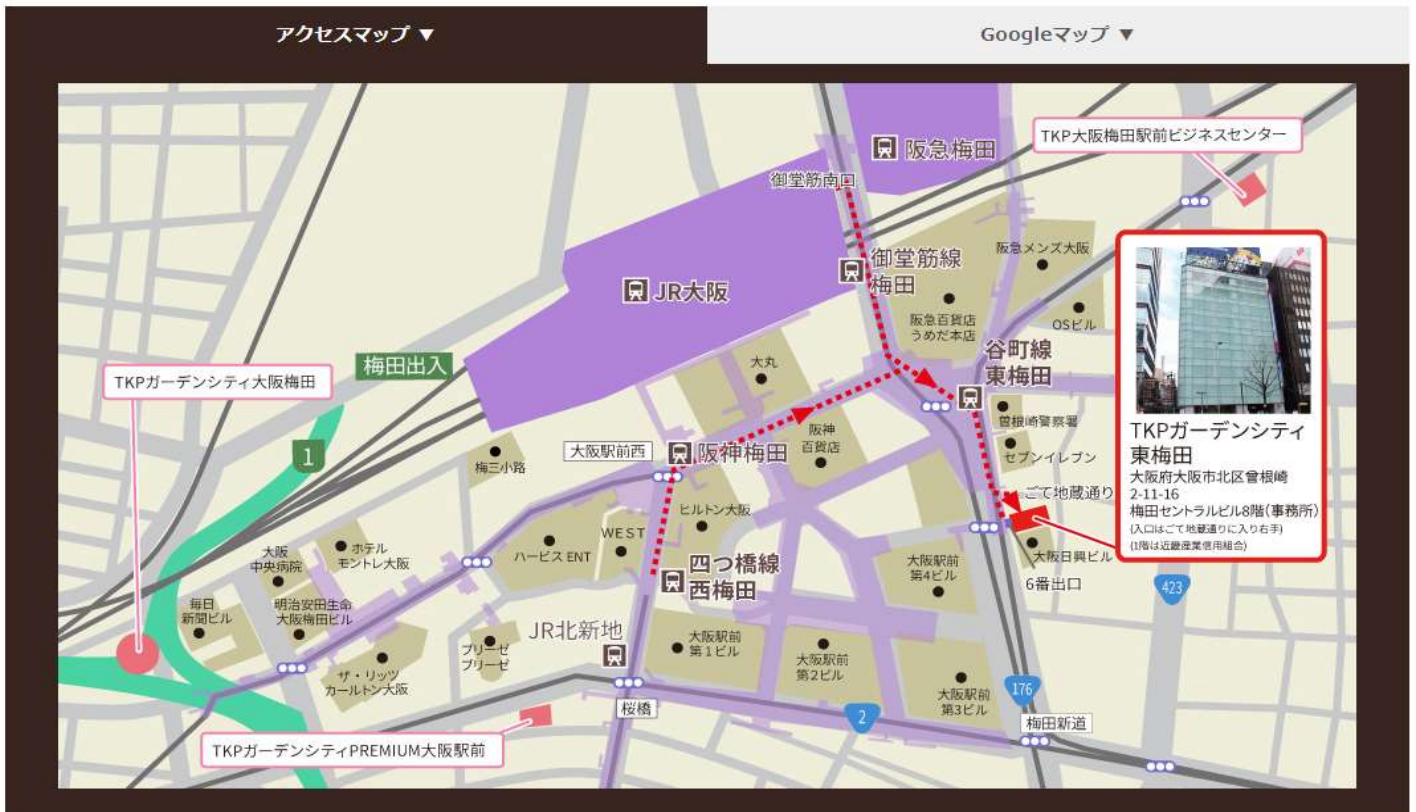 アクセスマップ ▼
Googleマップ ▼
阪急梅田
TKP大阪梅田駅前ビジネスセンター
御堂筋南口
阪急メンズ大阪
御堂筋線
梅田
JR大阪
阪急百貨店
うめだ本店
OSビル
谷町線
東梅田
大丸
梅田出入
TKPガーデンシティ大阪梅田
1
曽根崎警察署
阪神
百貨店
大阪駅前西
阪神梅田
セブンイレブン
梅三小路
ごて地蔵通り
ヒルトン大阪
WEST
ハービス ENT
大阪日興ビル
6番出口
四つ橋線
西梅田
大阪駅前
第4ビル
ホテル
モントレ大阪
大阪
中央病院
毎日
新聞ビル
明治安田生命
大阪梅田ビル
JR北新地
ブリーゼ
ブリーゼ
大阪駅前
第1ビル
大阪駅前
第2ビル
ザ・リッツ
カールトン大阪
大阪駅前
第3ビル
176
423
桜橋
2
梅田新道
TKPガーデンシティPREMIUM大阪駅前
TKPガーデンシティ
東梅田
大阪府大阪市北区曾根崎
2-11-16
梅田セントラルビル8階(事務所)
(入口はごて地蔵通りに入り右手)
(1階は近畿産業信用組合)